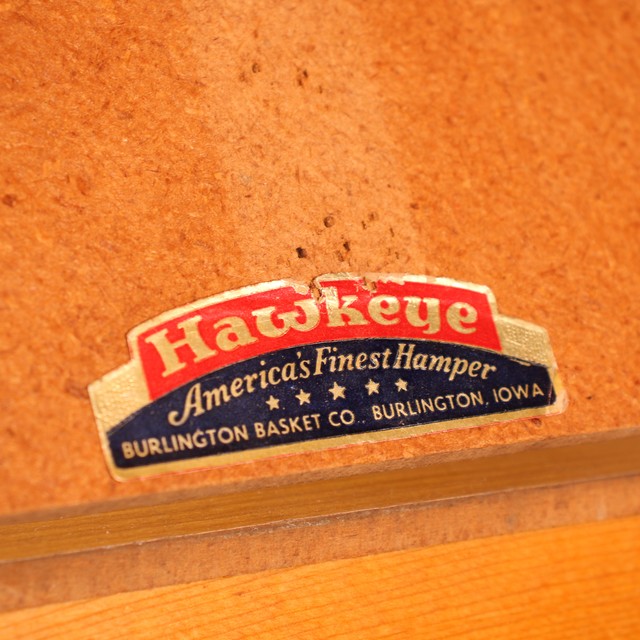 Hawkeye
America's Finest Hamper
BURLINGTON BASKET CO. BURLINGTON, IOWA